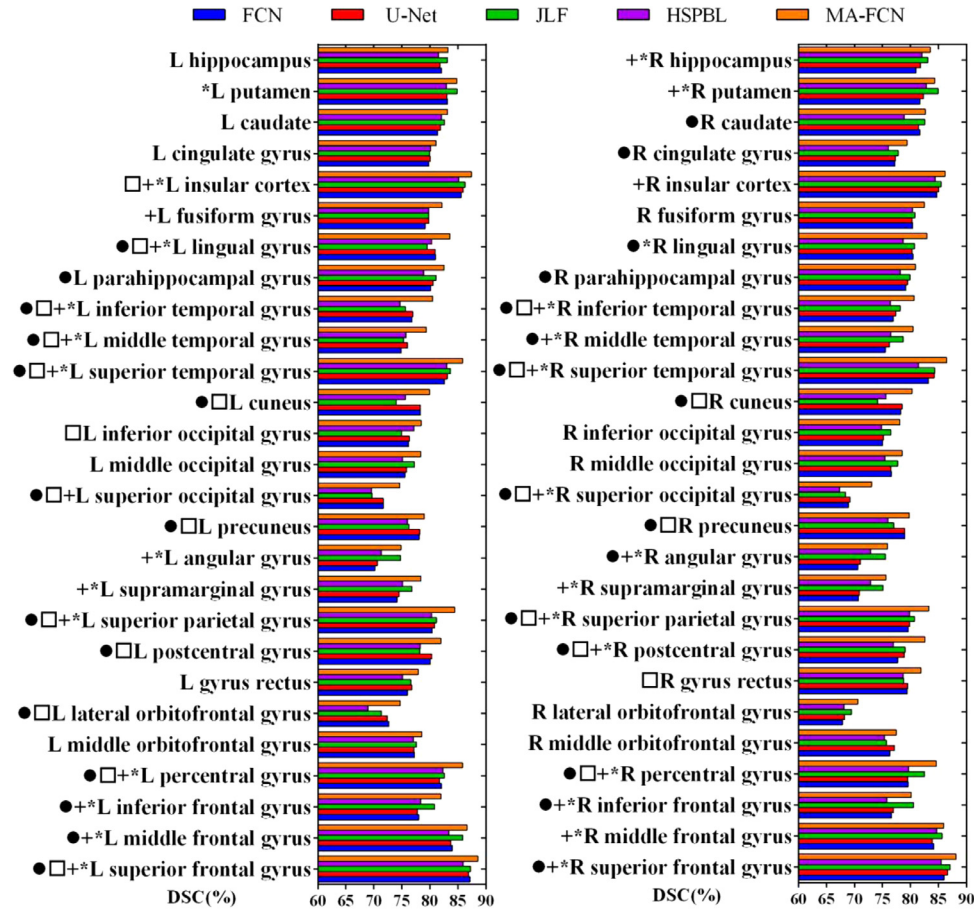 FCN U-Net JLF HSPBL MA-FCN
L hippocampus
*L putamen
L caudate
L cingulate gyrus
□+*L insular cortex
+L fusiform gyrus
●□+*L lingual gyrus
●L parahippocampal gyrus
●□+*L inferior temporal gyrus
●□+*L middle temporal gyrus
●□+*L superior temporal gyrus
●□L cuneus
□L inferior occipital gyrus
L middle occipital gyrus
●□+L superior occipital gyrus
●□L precuneus
+*L angular gyrus
+*L supramarginal gyrus
●□+*L superior parietal gyrus
●□L postcentral gyrus
L gyrus rectus
●□L lateral orbitofrontal gyrus
L middle orbitofrontal gyrus
●□+*L percentral gyrus
●+*L inferior frontal gyrus
●+*L middle frontal gyrus
●□+*L superior frontal gyrus
DSC(%) 60 65 70 75 80 85 90
+*R hippocampus
+*R putamen
●R caudate
●R cingulate gyrus
+R insular cortex
R fusiform gyrus
●*R lingual gyrus
●R parahippocampal gyrus
●□+*R inferior temporal gyrus
●+*R middle temporal gyrus
●□+*R superior temporal gyrus
●□R cuneus
R inferior occipital gyrus
R middle occipital gyrus
●□+*R superior occipital gyrus
●□R precuneus
●+*R angular gyrus
+*R supramarginal gyrus
●□+*R superior parietal gyrus
●□+*R postcentral gyrus
□R gyrus rectus
R lateral orbitofrontal gyrus
R middle orbitofrontal gyrus
●□+*R percentral gyrus
●+*R inferior frontal gyrus
+*R middle frontal gyrus
●+*R superior frontal gyrus
DSC(%) 60 65 70 75 80 85 90